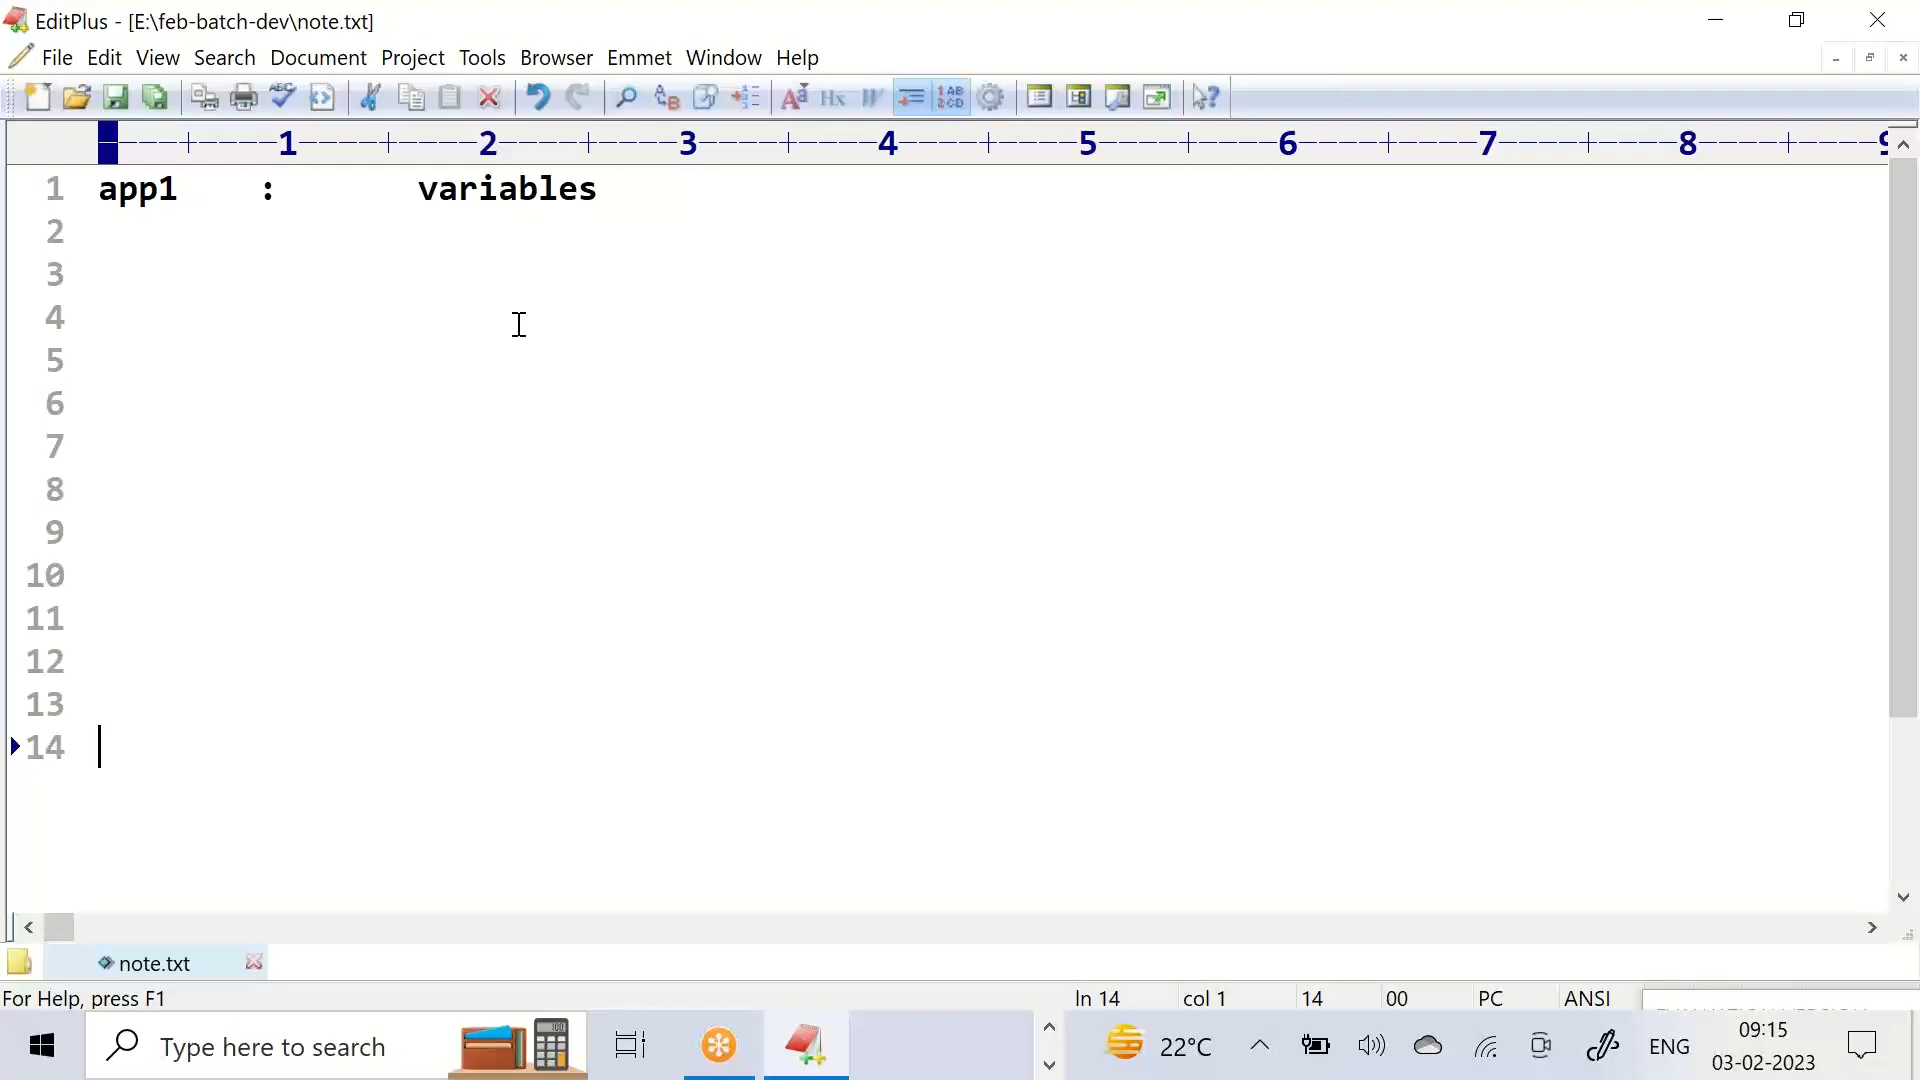 EditPlus - [E:\feb-batch-dev\note.txt]
File Edit View Search Document Project Tools Browser Emmet Window Help
1 2 3 4 5 6 7 8 9
1 app1 : variables
2
3
4
5
6
7
8
9
10
11
12
13
14
note.txt
For Help, press F1 ln 14 col 1 14 00 PC ANSI
Type here to search 22°C ENG 09:15
03-02-2023